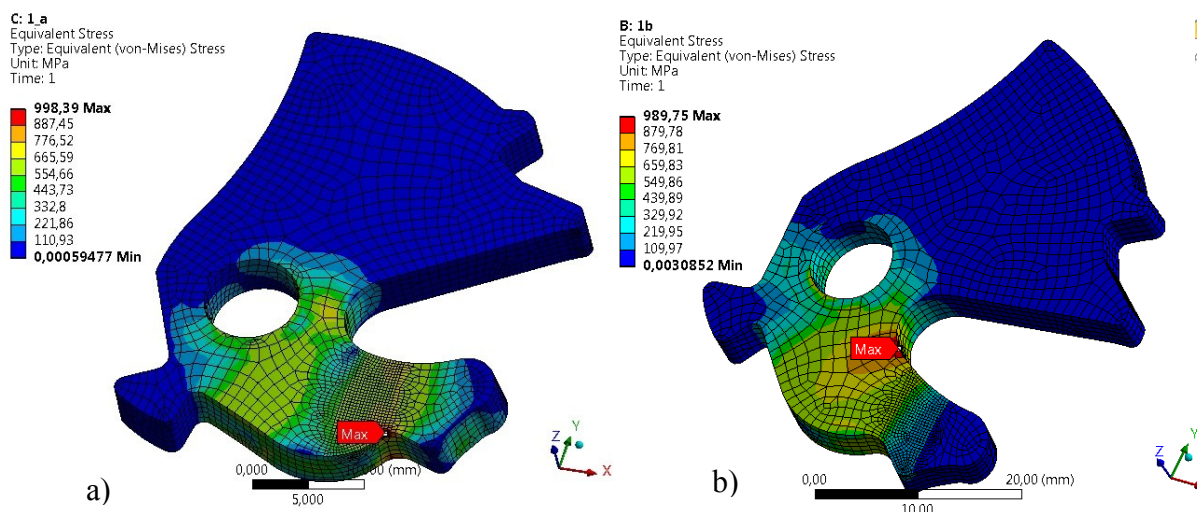 C: 1_a
Equivalent Stress
Type: Equivalent (von-Mises) Stress
Unit: MPa
Time: 1
998,39 Max
887,45
776,52
665,59
554,66
443,73
332,8
221,86
110,93
0,00059477 Min
Max
0,000
(mm)
5,000
Z
Y
X
a)
B: 1b
Equivalent Stress
Type: Equivalent (von-Mises) Stress
Unit: MPa
Time: 1
989,75 Max
879,78
769,81
659,83
549,86
439,89
329,92
219,95
109,97
0,0030852 Min
Max
0,00
20,00 (mm)
10,00
Z
Y
b)